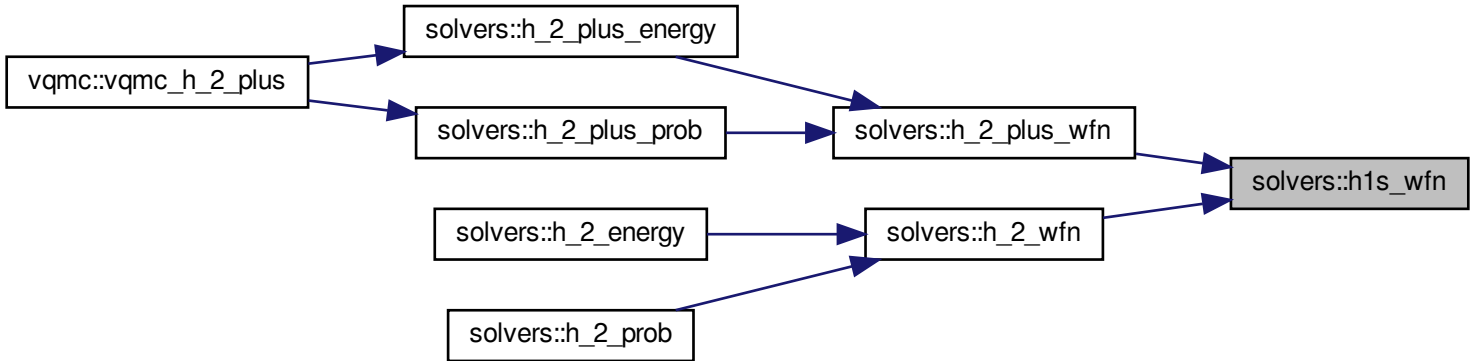 solvers::h_2_plus_energy
vqmc::vqmc_h_2_plus
solvers::h_2_plus_prob
solvers::h_2_plus_wfn
solvers::h1s_wfn
solvers::h_2_energy
solvers::h_2_wfn
solvers::h_2_prob